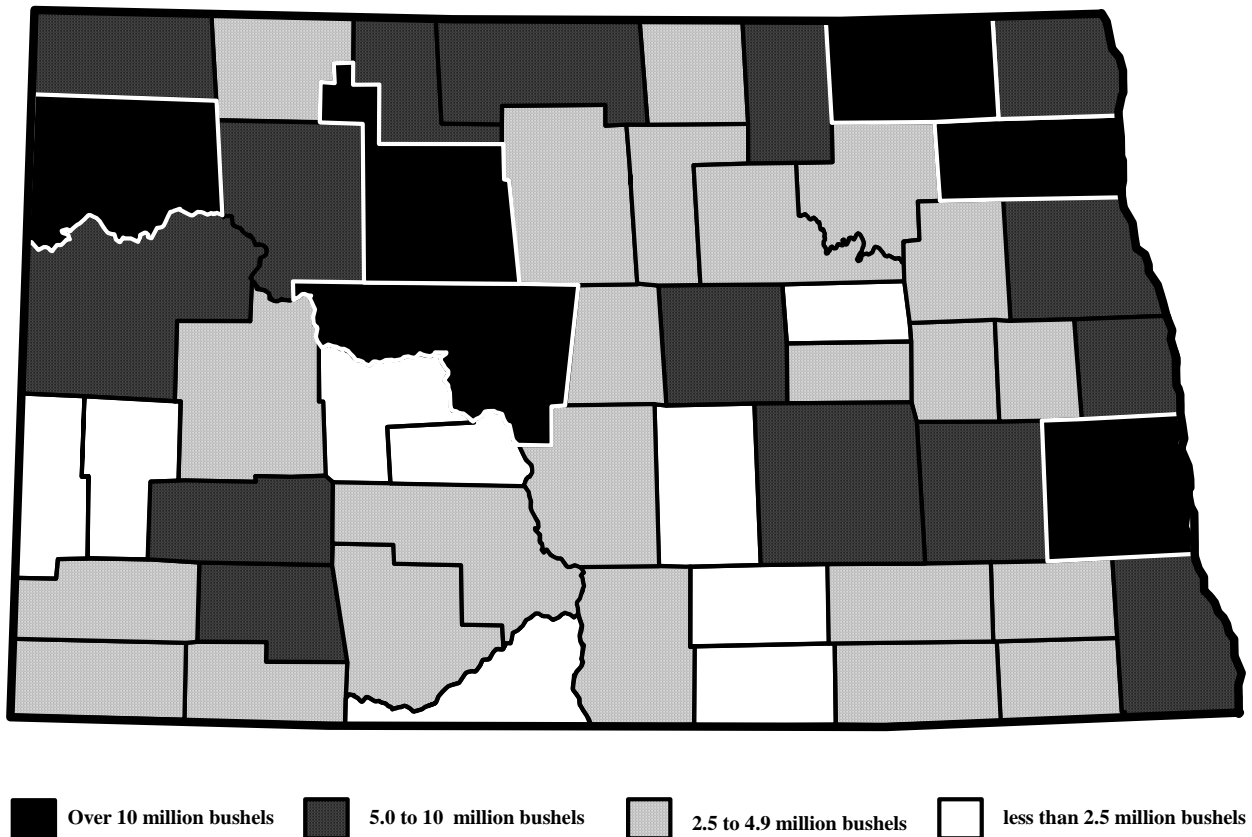 Over 10 million bushels
5.0 to 10 million bushels
2.5 to 4.9 million bushels
less than 2.5 million bushels